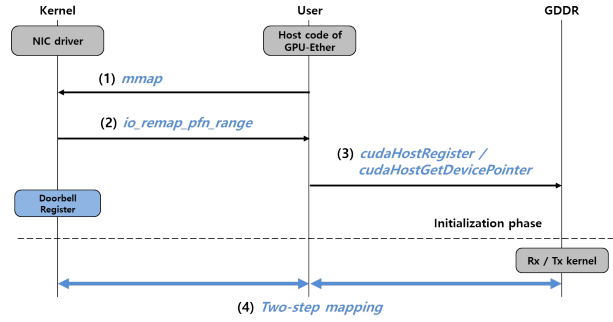 Kernel
User
GDDR
NIC driver
Host code of
GPU-Ether
(1) mmap
(2) io_remap_pfn_range
(3) cudaHostRegister /
cudaHostGetDevicePointer
Doorbell
Register
Initialization phase
Rx / Tx kernel
(4) Two-step mapping